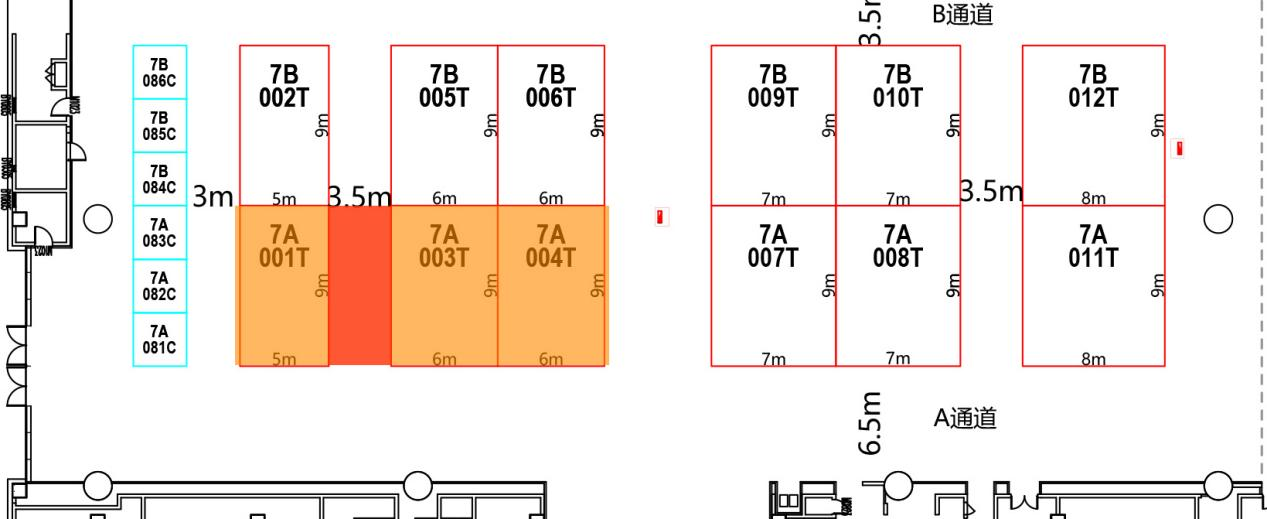 3.5m
B通道
7B
086C
7B
085C
7B
084C
7A
083C
7A
082C
7A
081C
3m
7B
002T
9m
5m
3.5m
7B
005T
9m
6m
7B
006T
9m
6m
7B
009T
9m
7m
7B
010T
9m
7m
3.5m
7B
012T
9m
8m
7A
001T
9m
5m
7A
003T
9m
6m
7A
004T
9m
6m
7A
007T
9m
7m
7A
008T
9m
7m
7A
011T
9m
8m
6.5m
A通道